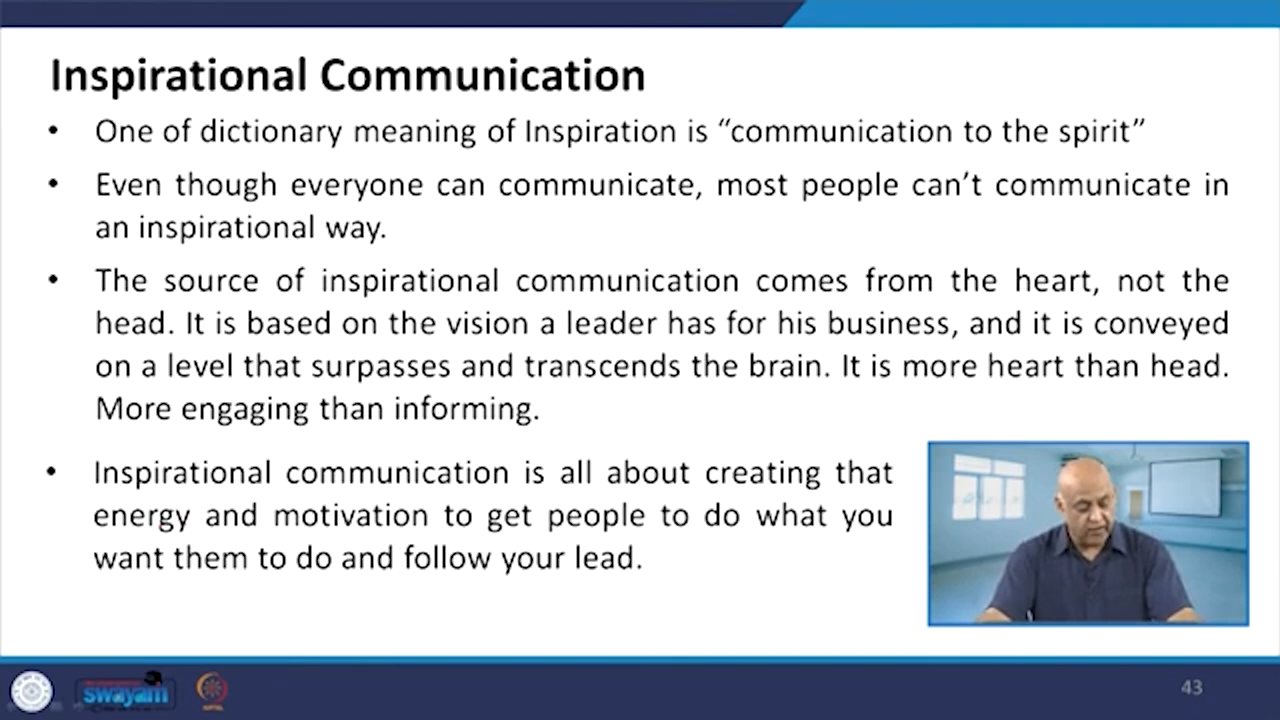 Inspirational Communication
• One of dictionary meaning of Inspiration is “communication to the spirit”
• Even though everyone can communicate, most people can’t communicate in
an inspirational way.
• The source of inspirational communication comes from the heart, not the
head. It is based on the vision a leader has for his business, and it is conveyed
on a level that surpasses and transcends the brain. It is more heart than head.
More engaging than informing.
• Inspirational communication is all about creating that
energy and motivation to get people to do what you
want them to do and follow your lead.
swayam
43